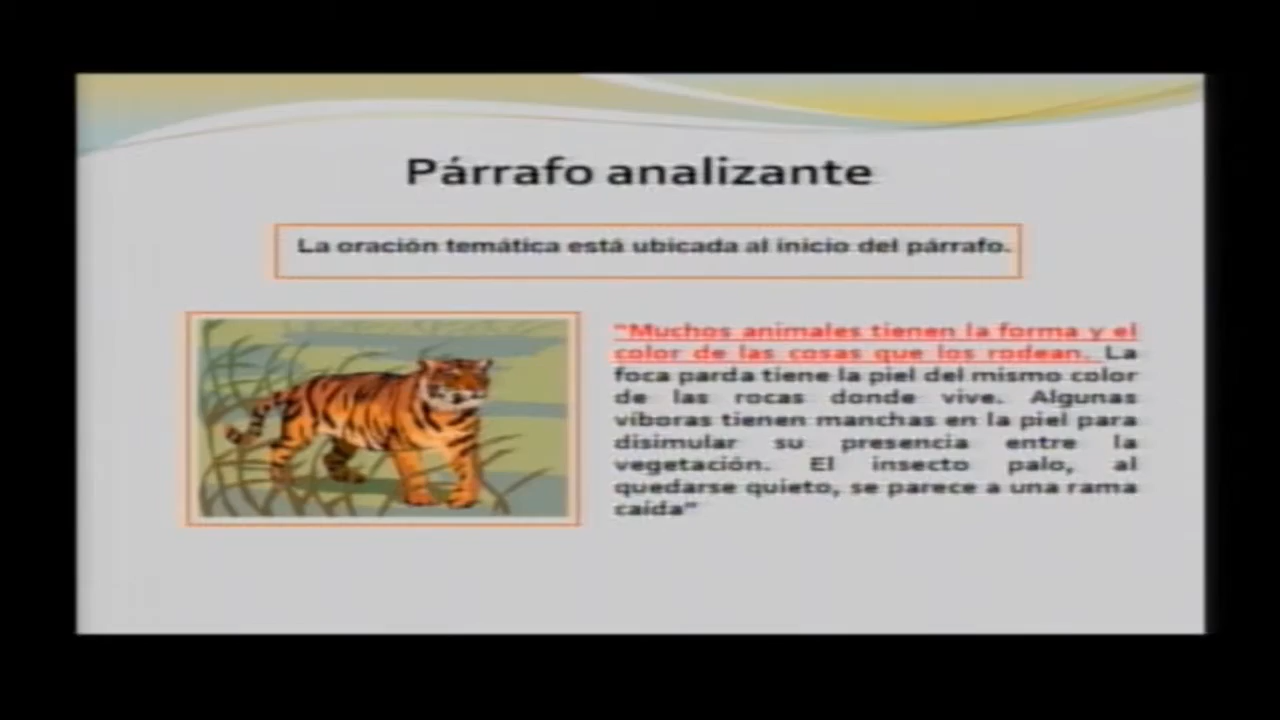 Párrafo analizante
La oración temática está ubicada al inicio del párrafo.
"Muchos animales tienen la forma y el
color de las cosas que los rodean. La
foca parda tiene la piel del mismo color
de las rocas donde vive. Algunas
víboras tienen manchas en la piel para
disimular su presencia entre la
vegetación. El insecto palo, al
quedarse quieto, se parece a una rama
caída"